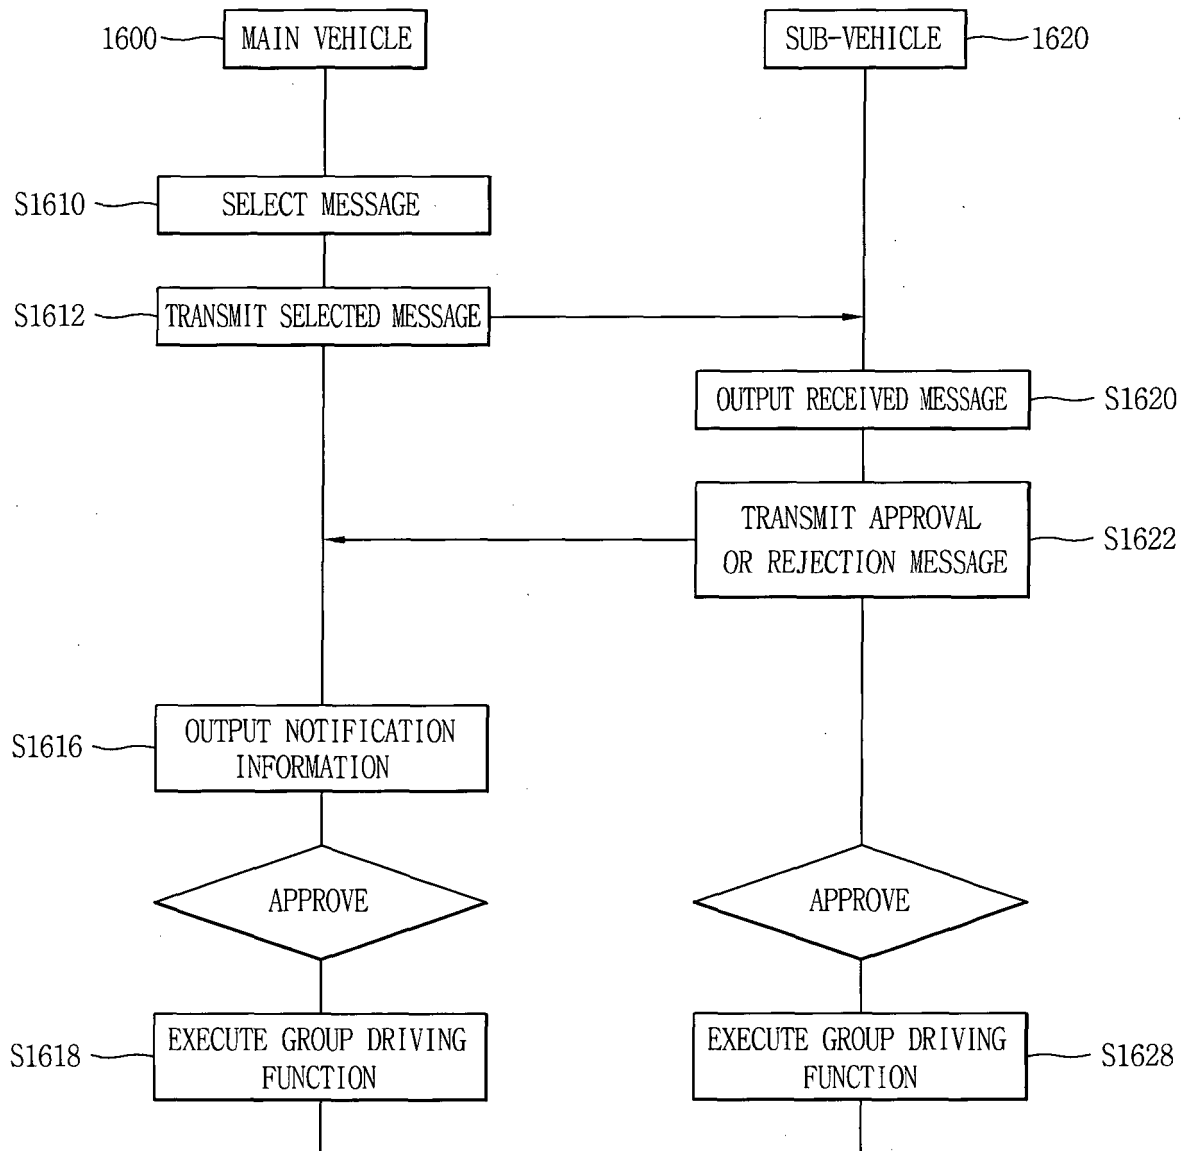 1600 MAIN VEHICLE
SUB-VEHICLE 1620
S1610 SELECT MESSAGE
S1612 TRANSMIT SELECTED MESSAGE
OUTPUT RECEIVED MESSAGE S1620
TRANSMIT APPROVAL
OR REJECTION MESSAGE
S1622
S1616
OUTPUT NOTIFICATION
INFORMATION
APPROVE
APPROVE
S1618
EXECUTE GROUP DRIVING
FUNCTION
EXECUTE GROUP DRIVING
FUNCTION
S1628